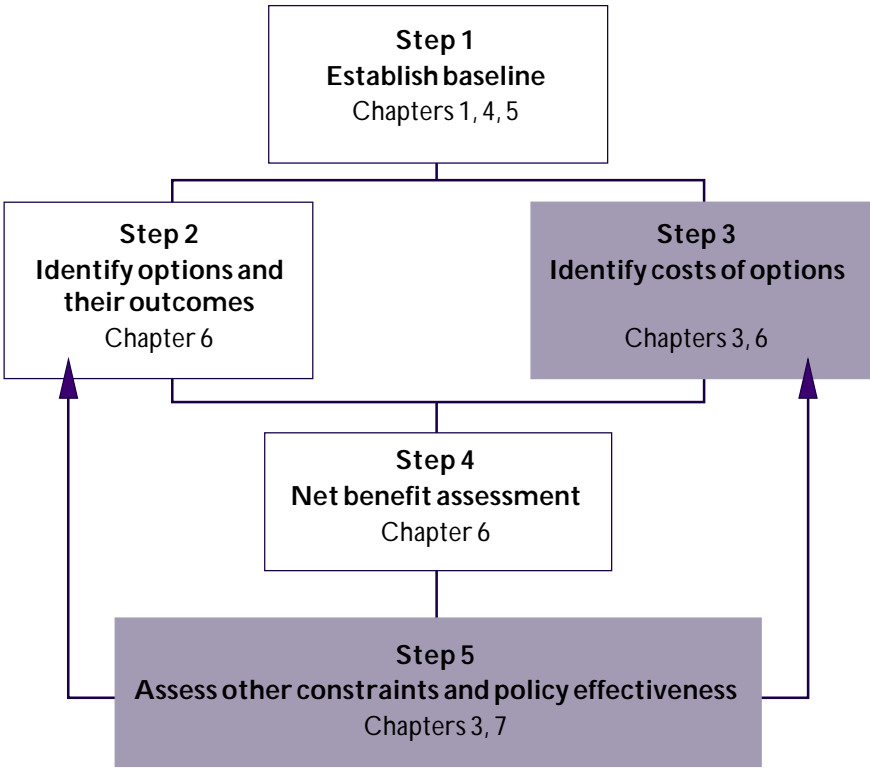 Step 1
Establish baseline
Chapters 1, 4, 5
Step 2
Identify options and
their outcomes
Chapter 6
Step 3
Identify costs of options
Chapters 3, 6
Step 4
Net benefit assessment
Chapter 6
Step 5
Assess other constraints and policy effectiveness
Chapters 3, 7